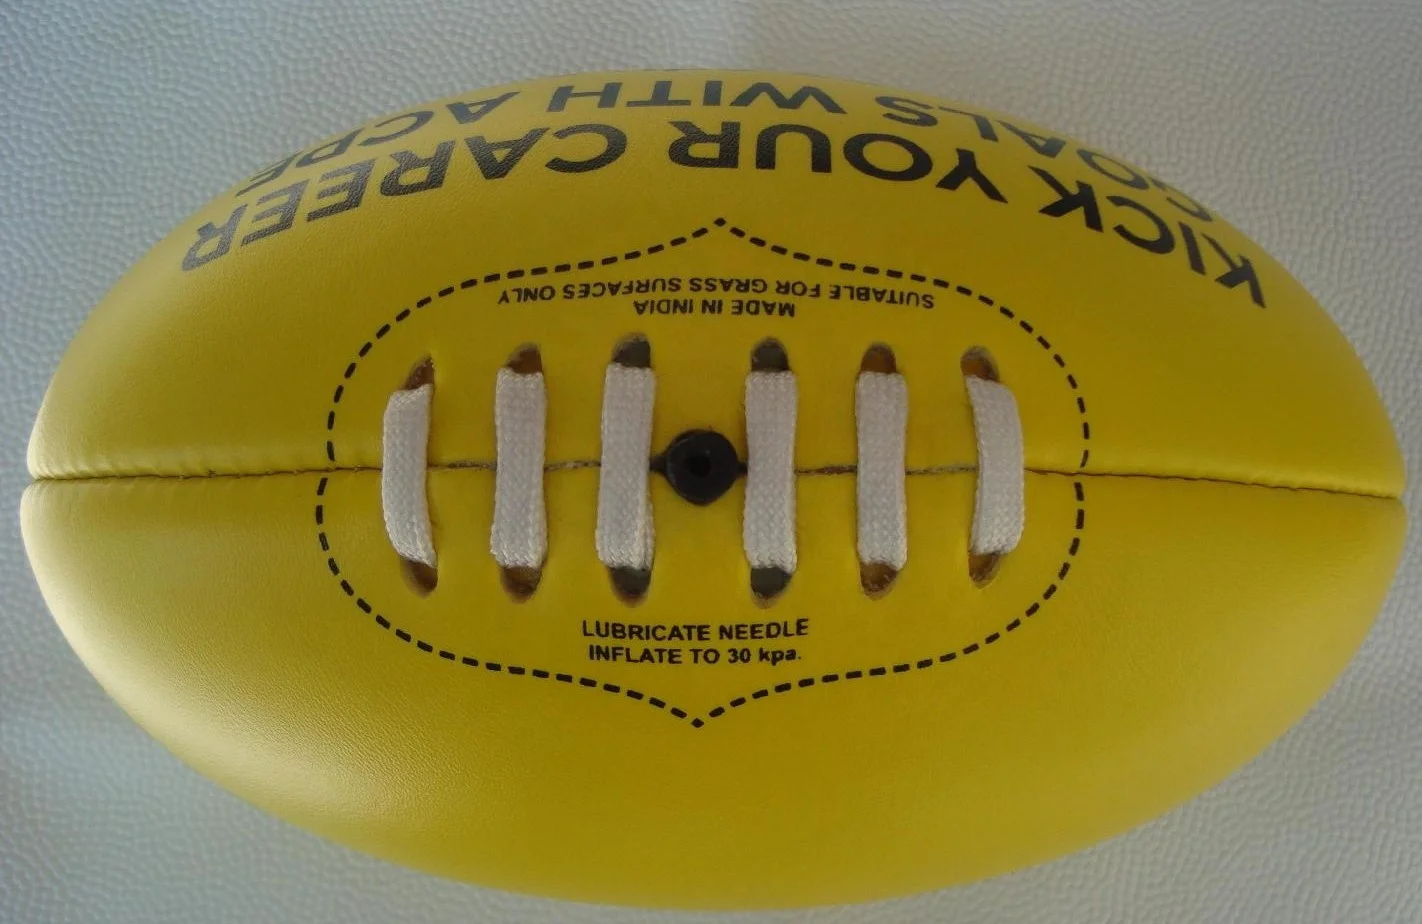 KICK YOUR CAREER
GOALS WITH ACPE
MADE IN INDIA
SUITABLE FOR GRASS SURFACES ONLY
LUBRICATE NEEDLE
INFLATE TO 30 kpa.